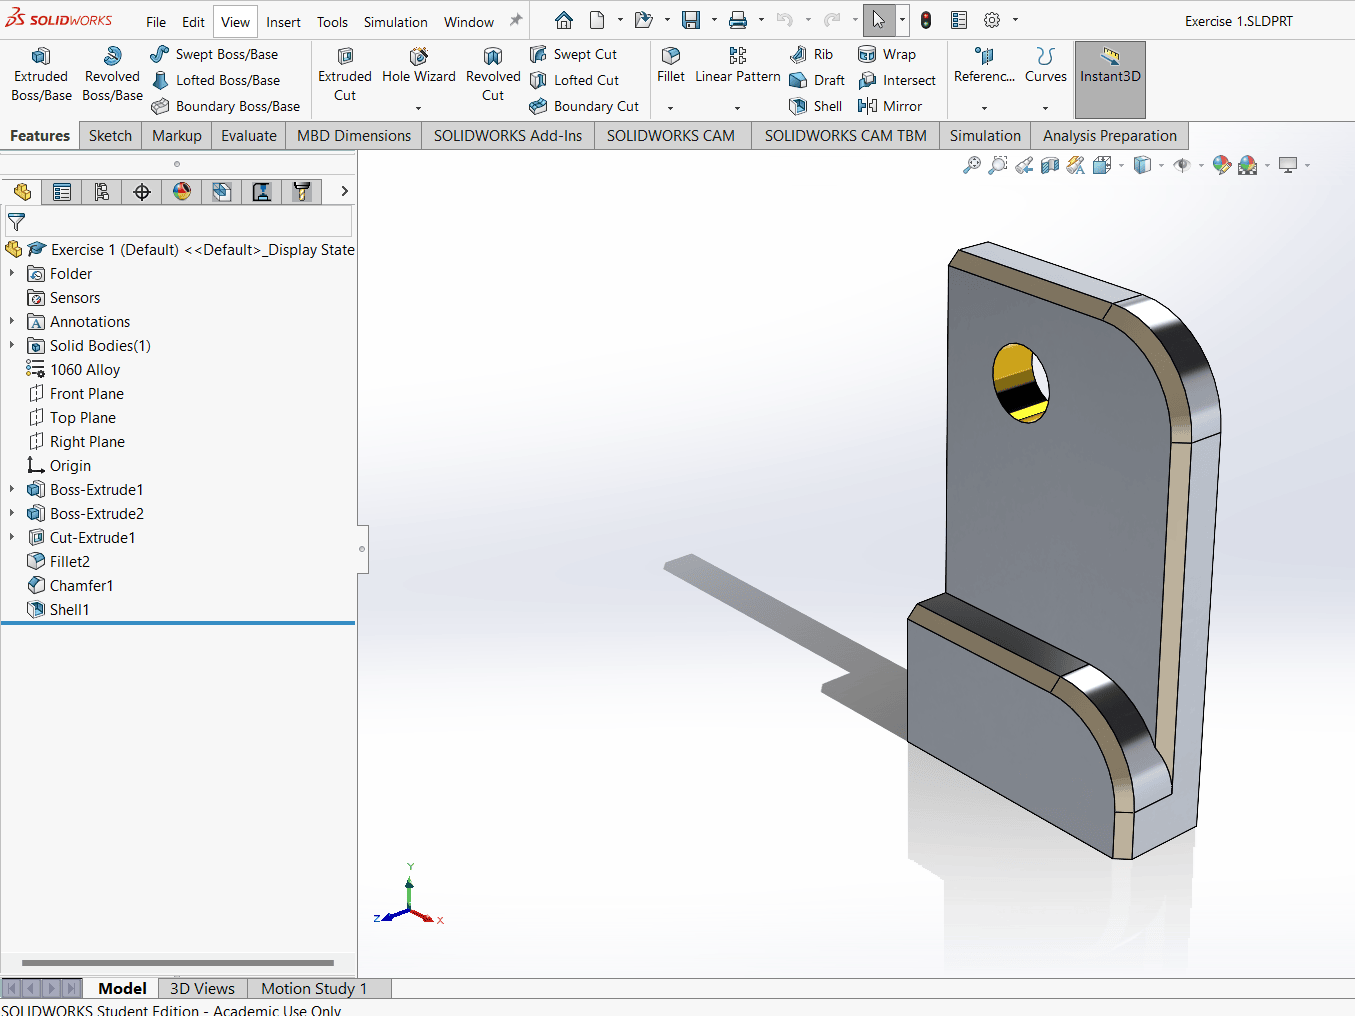 SOLIDWORKS File Edit View Insert Tools Simulation Window Exercise 1.SLDPRT
Extruded Boss/Base
Revolved Boss/Base
Swept Boss/Base
Lofted Boss/Base
Boundary Boss/Base
Extruded Cut
Hole Wizard
Revolved Cut
Swept Cut
Lofted Cut
Boundary Cut
Fillet
Linear Pattern
Rib
Draft
Shell
Wrap
Intersect
Mirror
Referenc...
Curves
Instant3D
Features Sketch Markup Evaluate MBD Dimensions SOLIDWORKS Add-Ins SOLIDWORKS CAM SOLIDWORKS CAM TBM Simulation Analysis Preparation
Exercise 1 (Default) <<Default>_Display State
Folder
Sensors
Annotations
Solid Bodies(1)
1060 Alloy
Front Plane
Top Plane
Right Plane
Origin
Boss-Extrude1
Boss-Extrude2
Cut-Extrude1
Fillet2
Chamfer1
Shell1
Y
Z
X
Model 3D Views Motion Study 1
SOLIDWORKS Student Edition - Academic Use Only